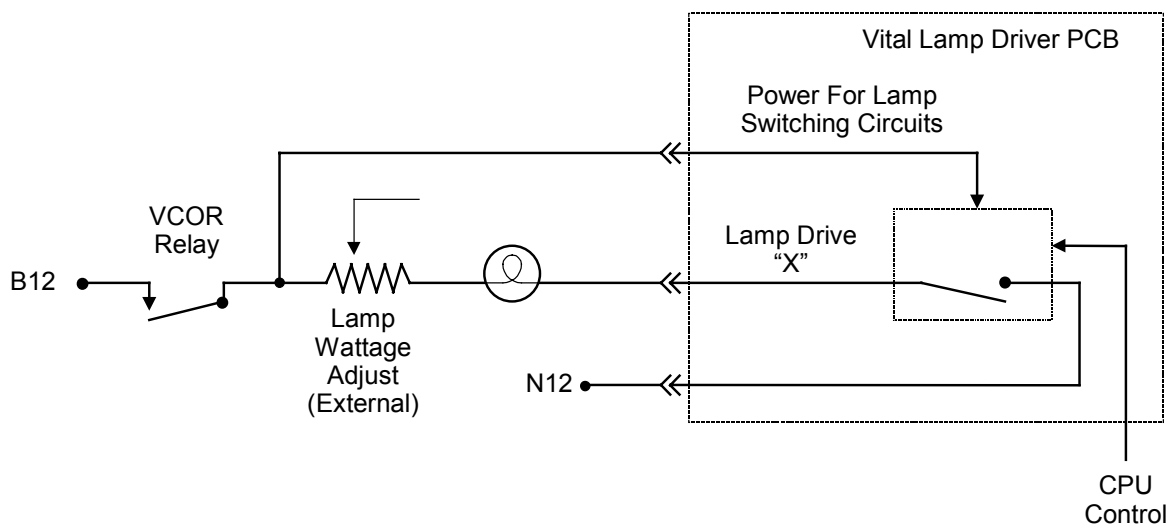 Vital Lamp Driver PCB
Power For Lamp
Switching Circuits
VCOR
Relay
Lamp Drive
“X”
B12
Lamp
Wattage
Adjust
(External)
N12
CPU
Control